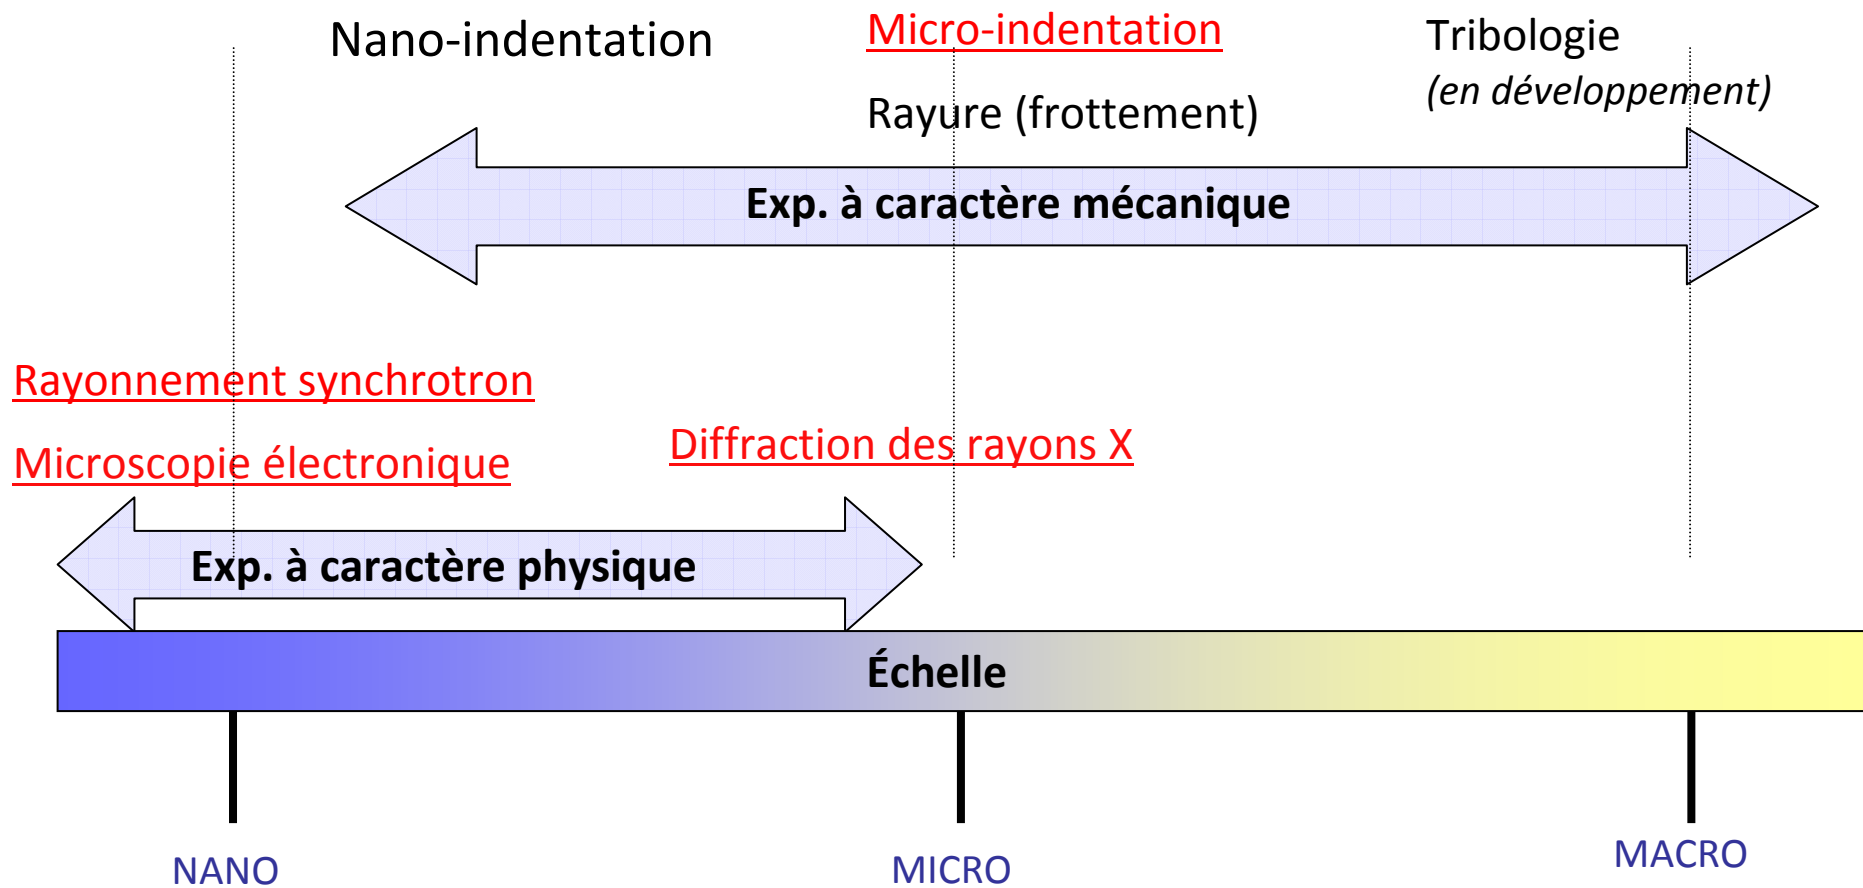 Nano-indentation
Micro-indentation
Tribologie
(en développement)
Rayure (frottement)
Exp. à caractère mécanique
Rayonnement synchrotron
Microscopie électronique
Diffraction des rayons X
Exp. à caractère physique
Échelle
NANO
MICRO
MACRO